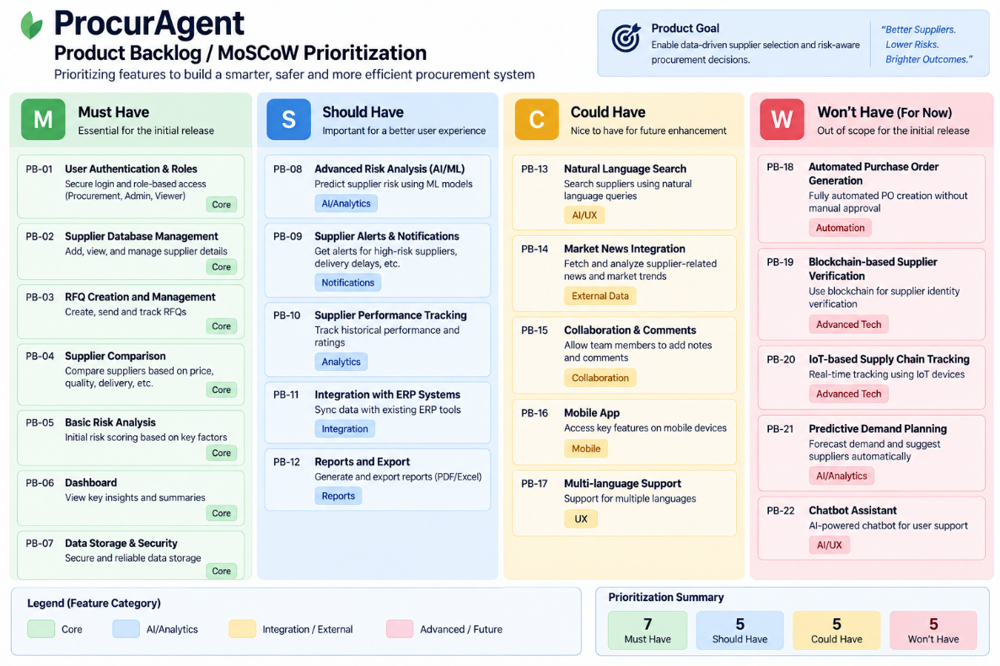 ProcurAgent
Product Backlog / MoSCoW Prioritization
Prioritizing features to build a smarter, safer and more efficient procurement system
Product Goal
Enable data-driven supplier selection and risk-aware
procurement decisions.
“Better Suppliers.
Lower Risks.
Brighter Outcomes.”
M
Must Have
Essential for the initial release
PB-01
User Authentication & Roles
Secure login and role-based access
(Procurement, Admin, Viewer)
Core
PB-02
Supplier Database Management
Add, view, and manage supplier details
Core
PB-03
RFQ Creation and Management
Create, send and track RFQs
Core
PB-04
Supplier Comparison
Compare suppliers based on price,
quality, delivery, etc.
Core
PB-05
Basic Risk Analysis
Initial risk scoring based on key factors
Core
PB-06
Dashboard
View key insights and summaries
Core
PB-07
Data Storage & Security
Secure and reliable data storage
Core
S
Should Have
Important for a better user experience
PB-08
Advanced Risk Analysis (AI/ML)
Predict supplier risk using ML models
AI/Analytics
PB-09
Supplier Alerts & Notifications
Get alerts for high-risk suppliers,
delivery delays, etc.
Notifications
PB-10
Supplier Performance Tracking
Track historical performance and
ratings
Analytics
PB-11
Integration with ERP Systems
Sync data with existing ERP tools
Integration
PB-12
Reports and Export
Generate and export reports (PDF/Excel)
Reports
C
Could Have
Nice to have for future enhancement
PB-13
Natural Language Search
Search suppliers using natural
language queries
AI/UX
PB-14
Market News Integration
Fetch and analyze supplier-related
news and market trends
External Data
PB-15
Collaboration & Comments
Allow team members to add notes
and comments
Collaboration
PB-16
Mobile App
Access key features on mobile devices
Mobile
PB-17
Multi-language Support
Support for multiple languages
UX
W
Won’t Have (For Now)
Out of scope for the initial release
PB-18
Automated Purchase Order
Generation
Fully automated PO creation without
manual approval
Automation
PB-19
Blockchain-based Supplier
Verification
Use blockchain for supplier identity
verification
Advanced Tech
PB-20
IoT-based Supply Chain Tracking
Real-time tracking using IoT devices
Advanced Tech
PB-21
Predictive Demand Planning
Forecast demand and suggest
suppliers automatically
AI/Analytics
PB-22
Chatbot Assistant
AI-powered chatbot for user support
AI/UX
Legend (Feature Category)
Core
AI/Analytics
Integration / External
Advanced / Future
Prioritization Summary
7
Must Have
5
Should Have
5
Could Have
5
Won’t Have